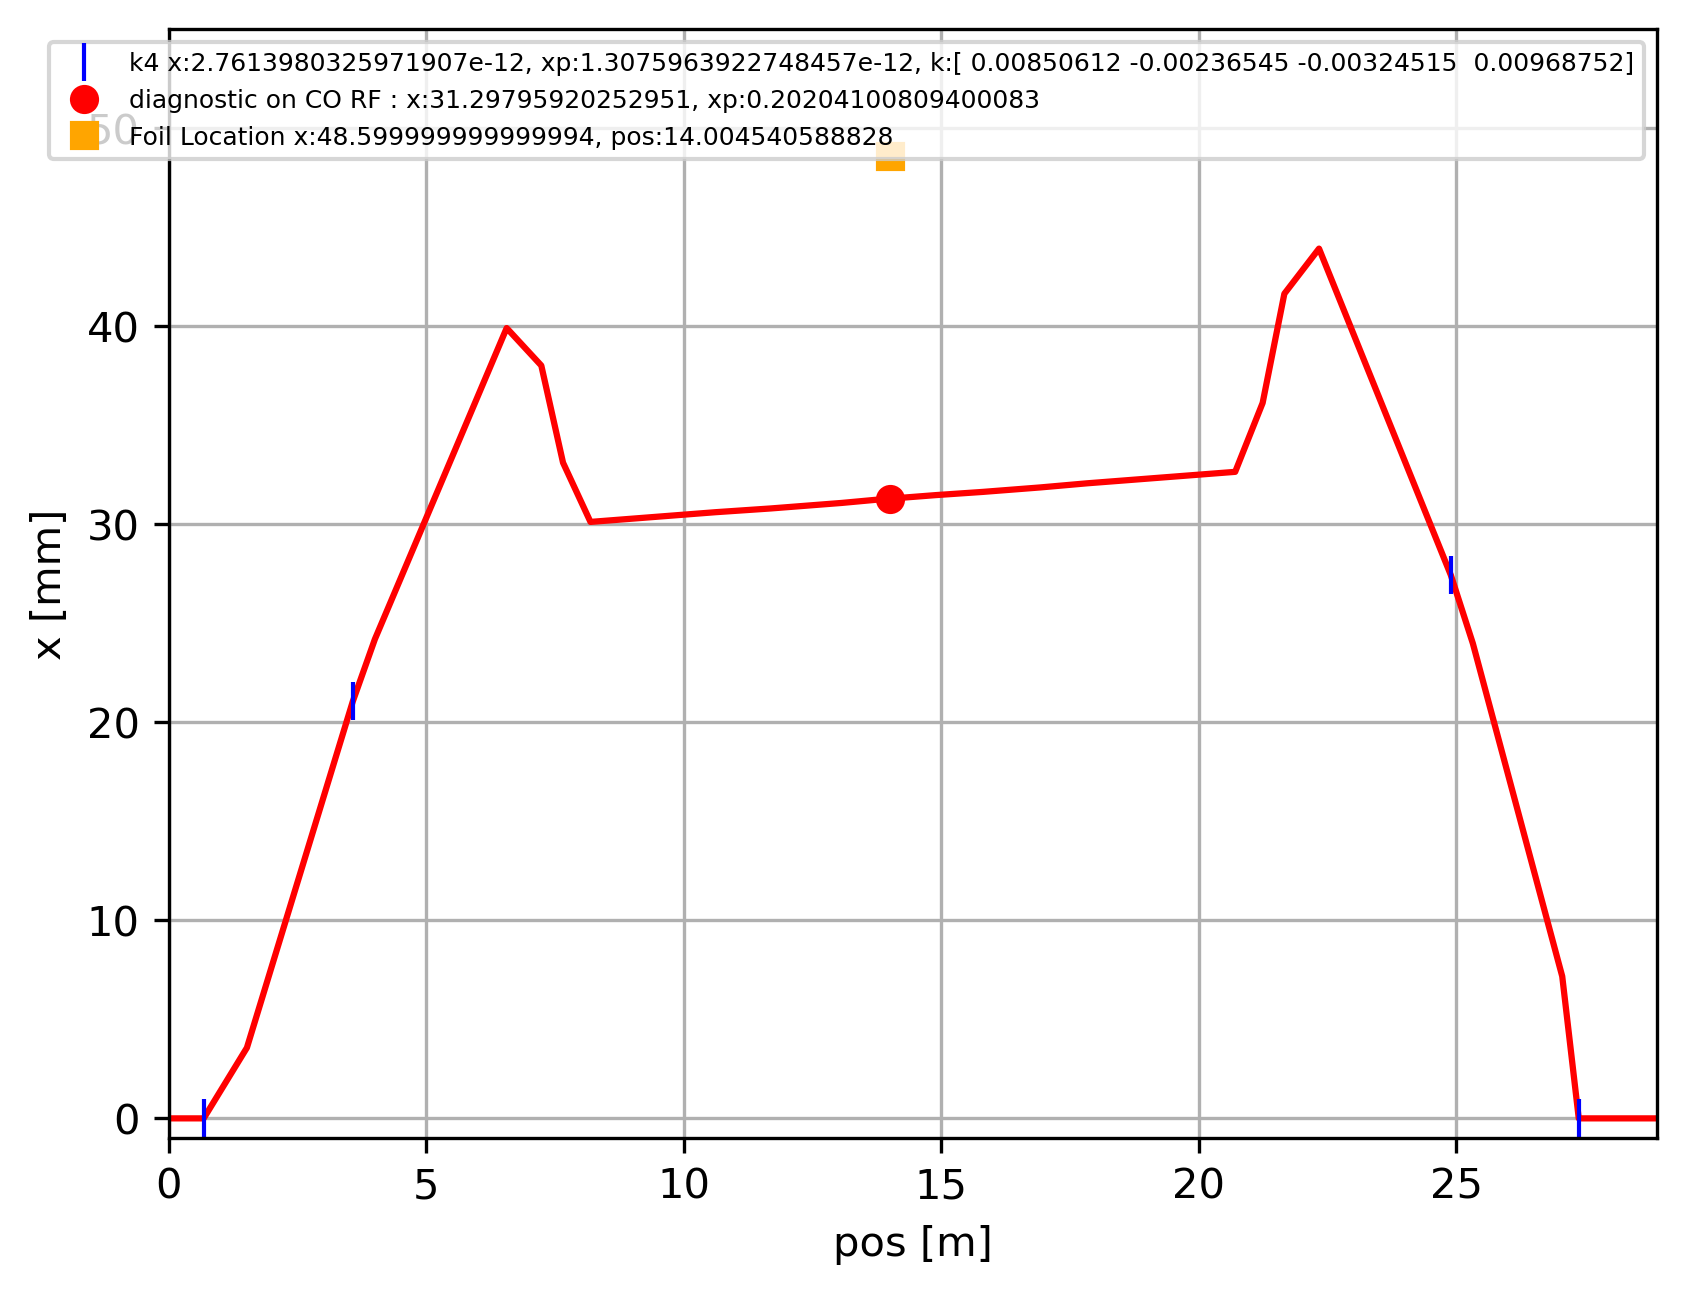 k4 x:2.7613980325971907e-12, xp:1.3075963922748457e-12, k:[ 0.00850612 -0.00236545 -0.00324515  0.00968752]
diagnostic on CO RF : x:31.29795920252951, xp:0.20204100809400083
Foil Location x:48.599999999999994, pos:14.004540588828
50
40
30
20
10
0
x [mm]
0 5 10 15 20 25
pos [m]